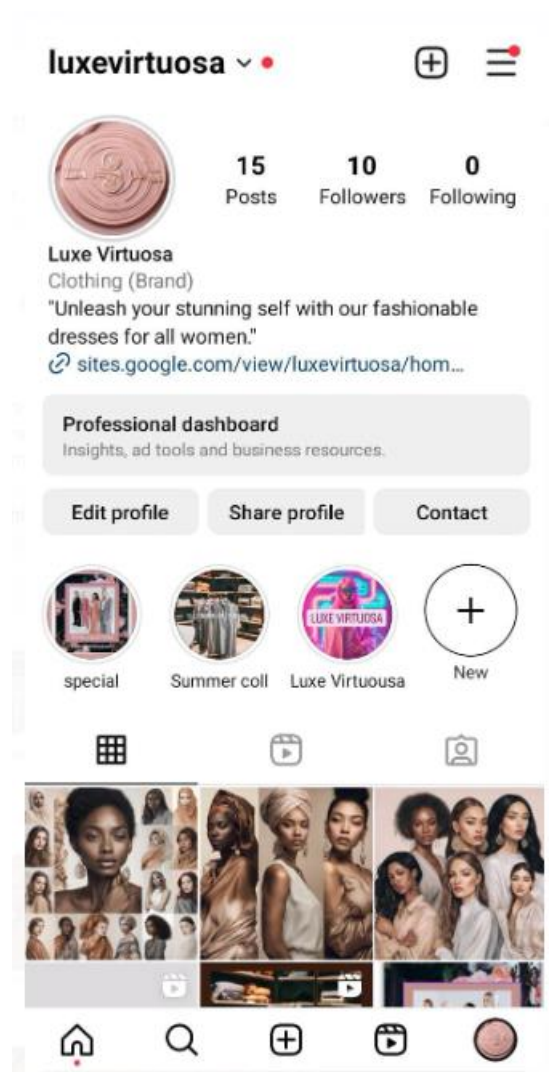 luxevirtuosa
15 10 0
Posts Followers Following
Luxe Virtuosa
Clothing (Brand)
"Unleash your stunning self with our fashionable
dresses for all women."
sites.google.com/view/luxevirtuosa/hom...
Professional dashboard
Insights, ad tools and business resources.
Edit profile Share profile Contact
LUXE VIRTUOSA
special Summer coll Luxe Virtuousa New